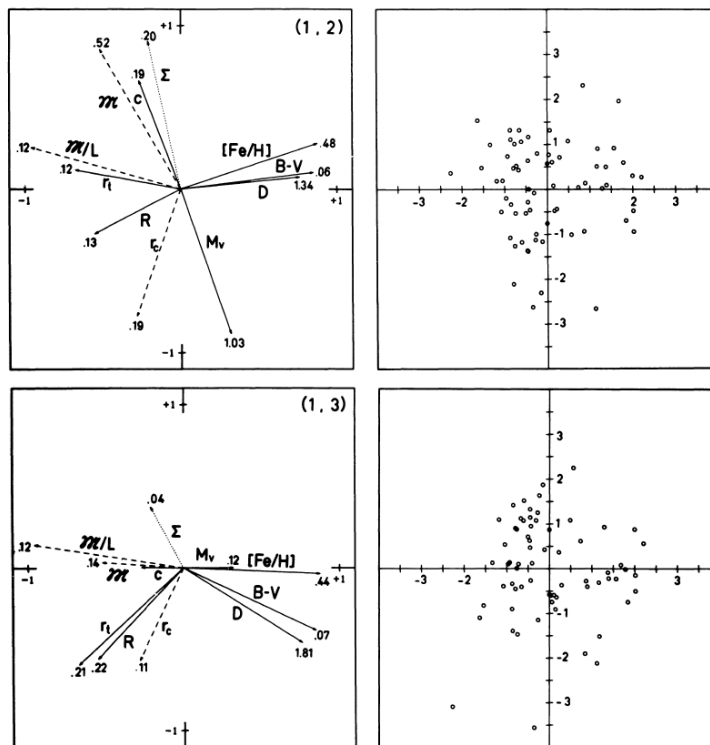 +1
(1,2)
.52
.20
Σ
.19
c
𝓜
.48
[Fe/H]
.12
𝓜/L
B-V
.06
.12
1.34
r_t
D
-1
+1
R
.13
M_v
r_c
.19
1.03
-1
4
3
2
1
-3
-2
-1
1
2
3
-1
-2
-3
+1
(1,3)
.04
Σ
.12
𝓜/L
M_v
.12
[Fe/H]
.14
-1
𝓜
c
+1
.44
B-V
D
r_t
R
r_c
.07
1.81
.21
.22
.11
-1
4
3
2
1
-3
-2
-1
1
2
3
-1
-2
-3